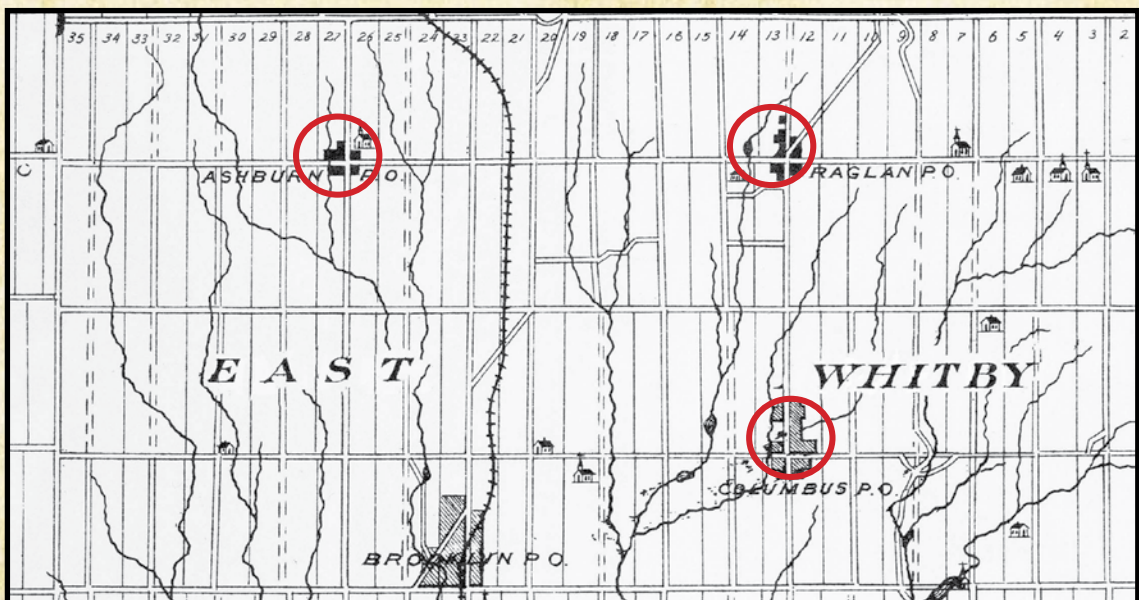 35 34 33 32 31 30 29 28 27 26 25 24 23 22 21 20 19 18 17 16 15 14 13 12 11 10 9 8 7 6 5 4 3 2
ASHBURN P.O.
RAGLAN P.O.
C
EAST WHITBY
COLUMBUS P.O.
BROOKLYN P O.